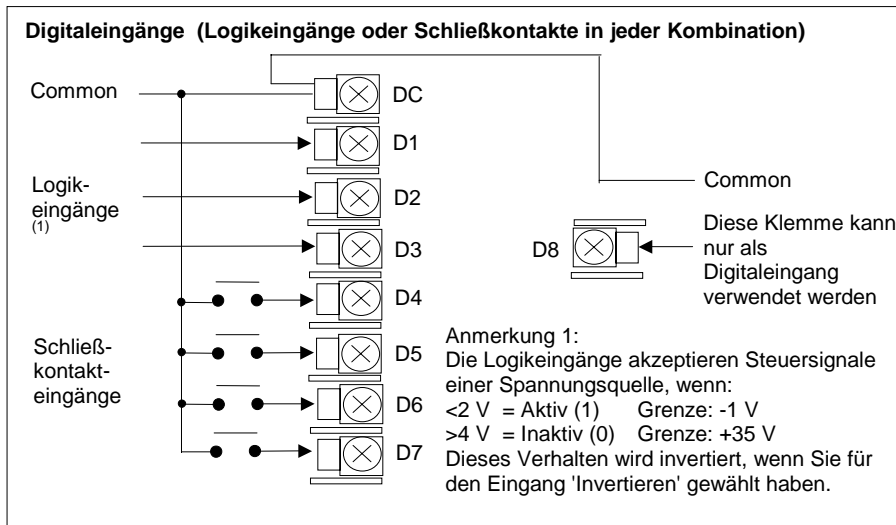 Digitaleingänge (Logikeingänge oder Schließkontakte in jeder Kombination)
Common
DC
D1
Logik-
eingänge
(1)
D2
D3
D4
Schließ-
kontakt-
eingänge
D5
D6
D7
Common
D8
Diese Klemme kann
nur als
Digitaleingang
verwendet werden
Anmerkung 1:
Die Logikeingänge akzeptieren Steuersignale
einer Spannungsquelle, wenn:
<2 V = Aktiv (1) Grenze: -1 V
>4 V = Inaktiv (0) Grenze: +35 V
Dieses Verhalten wird invertiert, wenn Sie für
den Eingang 'Invertieren' gewählt haben.